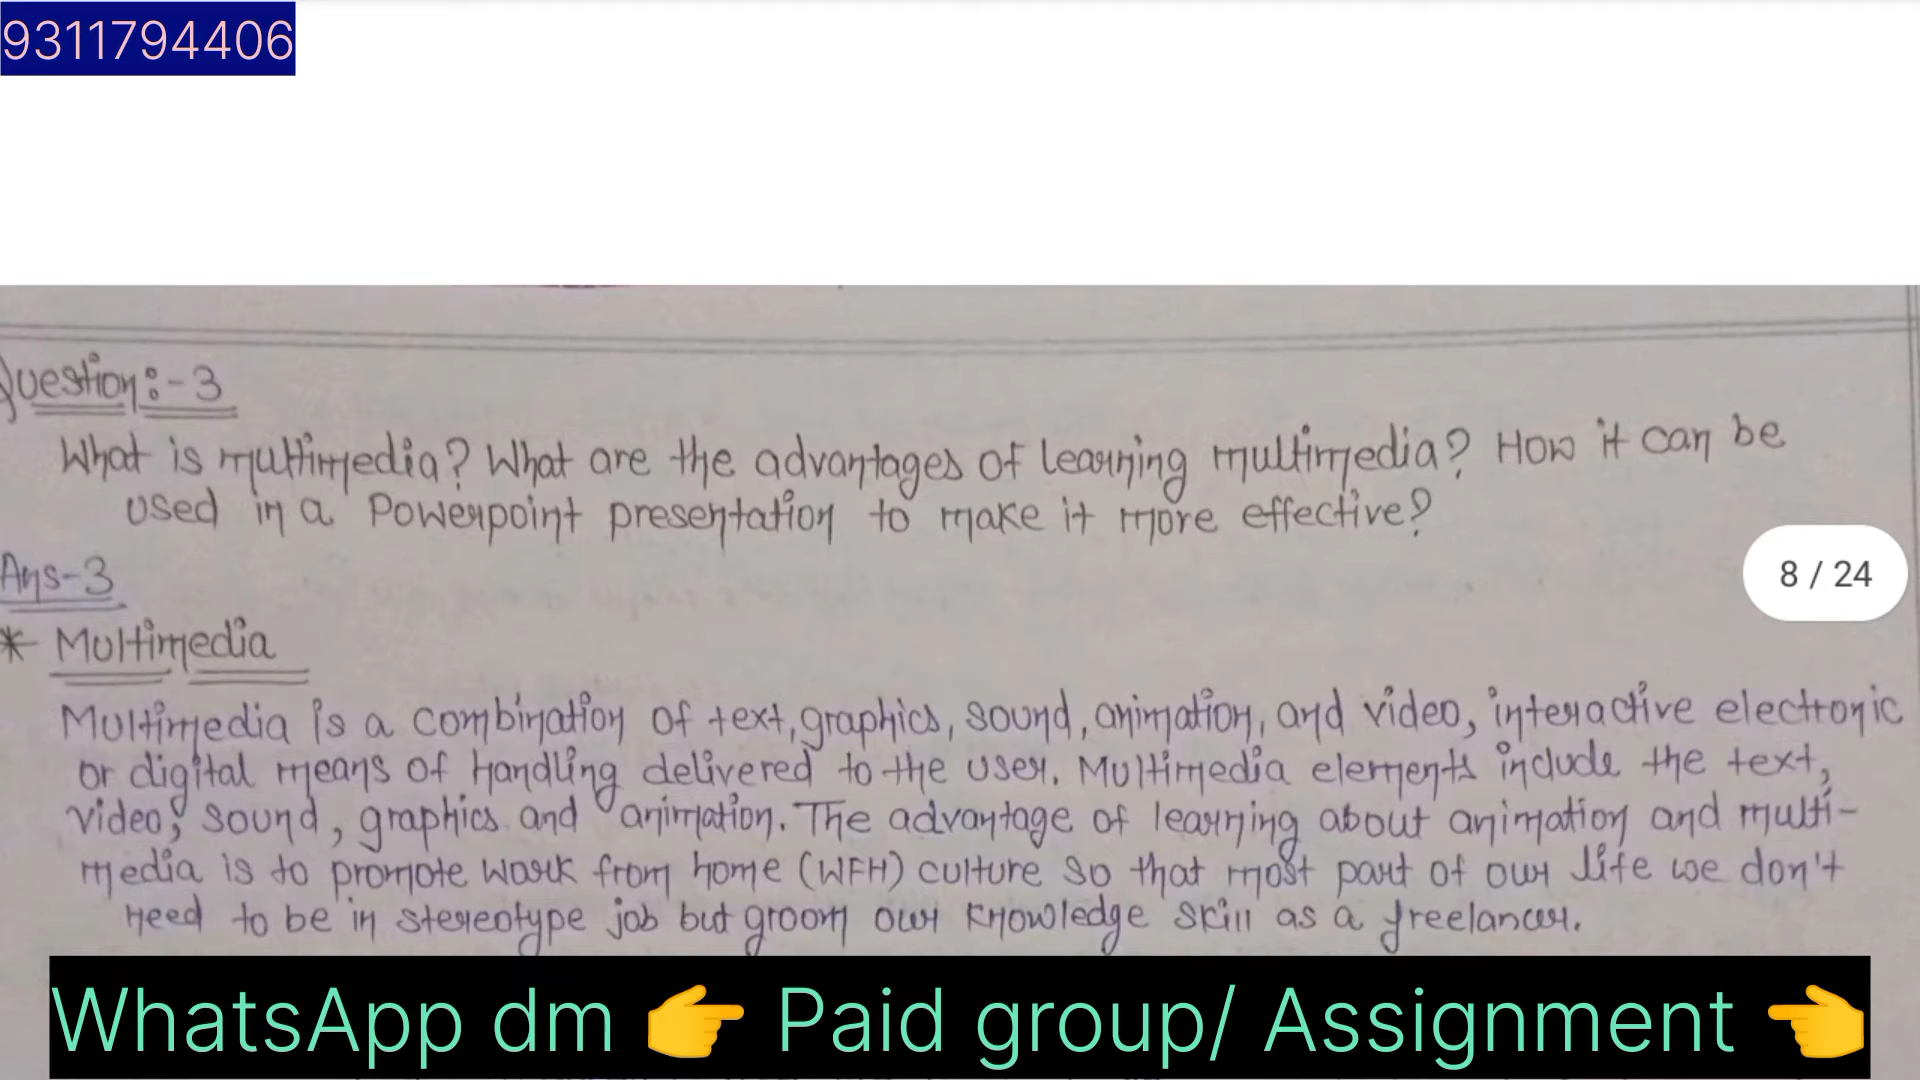 9311794406
Question:-3
What is multimedia? What are the advantages of learning multimedia? How it can be
used in a Powerpoint presentation to make it more effective?
Ans-3
8 / 24
* Multimedia
Multimedia is a combination of text, graphics, sound, animation, and video, interactive electronic
or digital means of handling delivered to the user. Multimedia elements include the text,
video, sound, graphics and animation. The advantage of learning about animation and multi-
media is to promote work from home (WFH) culture so that most part of our life we don't
need to be in stereotype job but groom our knowledge skill as a freelancer.
WhatsApp dm 👉 Paid group/ Assignment 👈